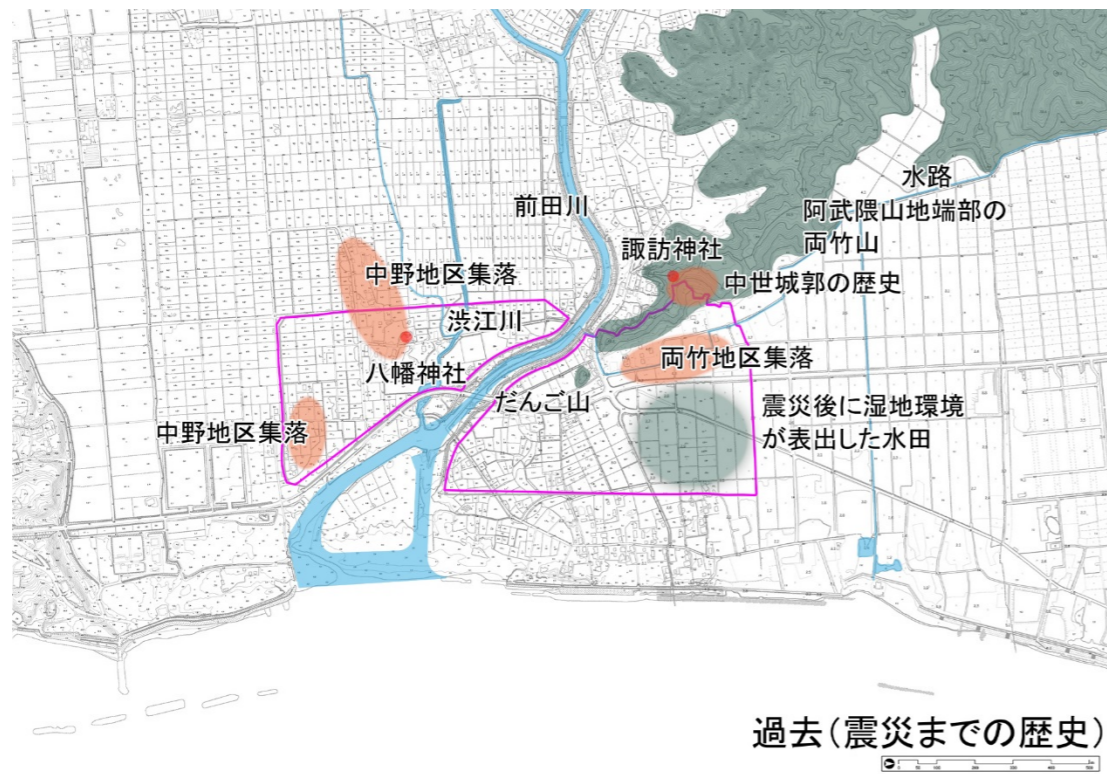 水路
阿武隈山地端部の
両竹山
前田川
諏訪神社
中世城郭の歴史
中野地区集落
渋江川
八幡神社
両竹地区集落
だんご山
中野地区集落
震災後に湿地環境
が表出した水田
過去(震災までの歴史)